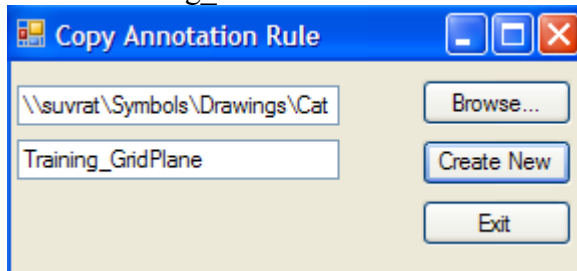 Copy Annotation Rule
\\suvrat\Symbols\Drawings\Cat
Browse...
Training_GridPlane
Create New
Exit